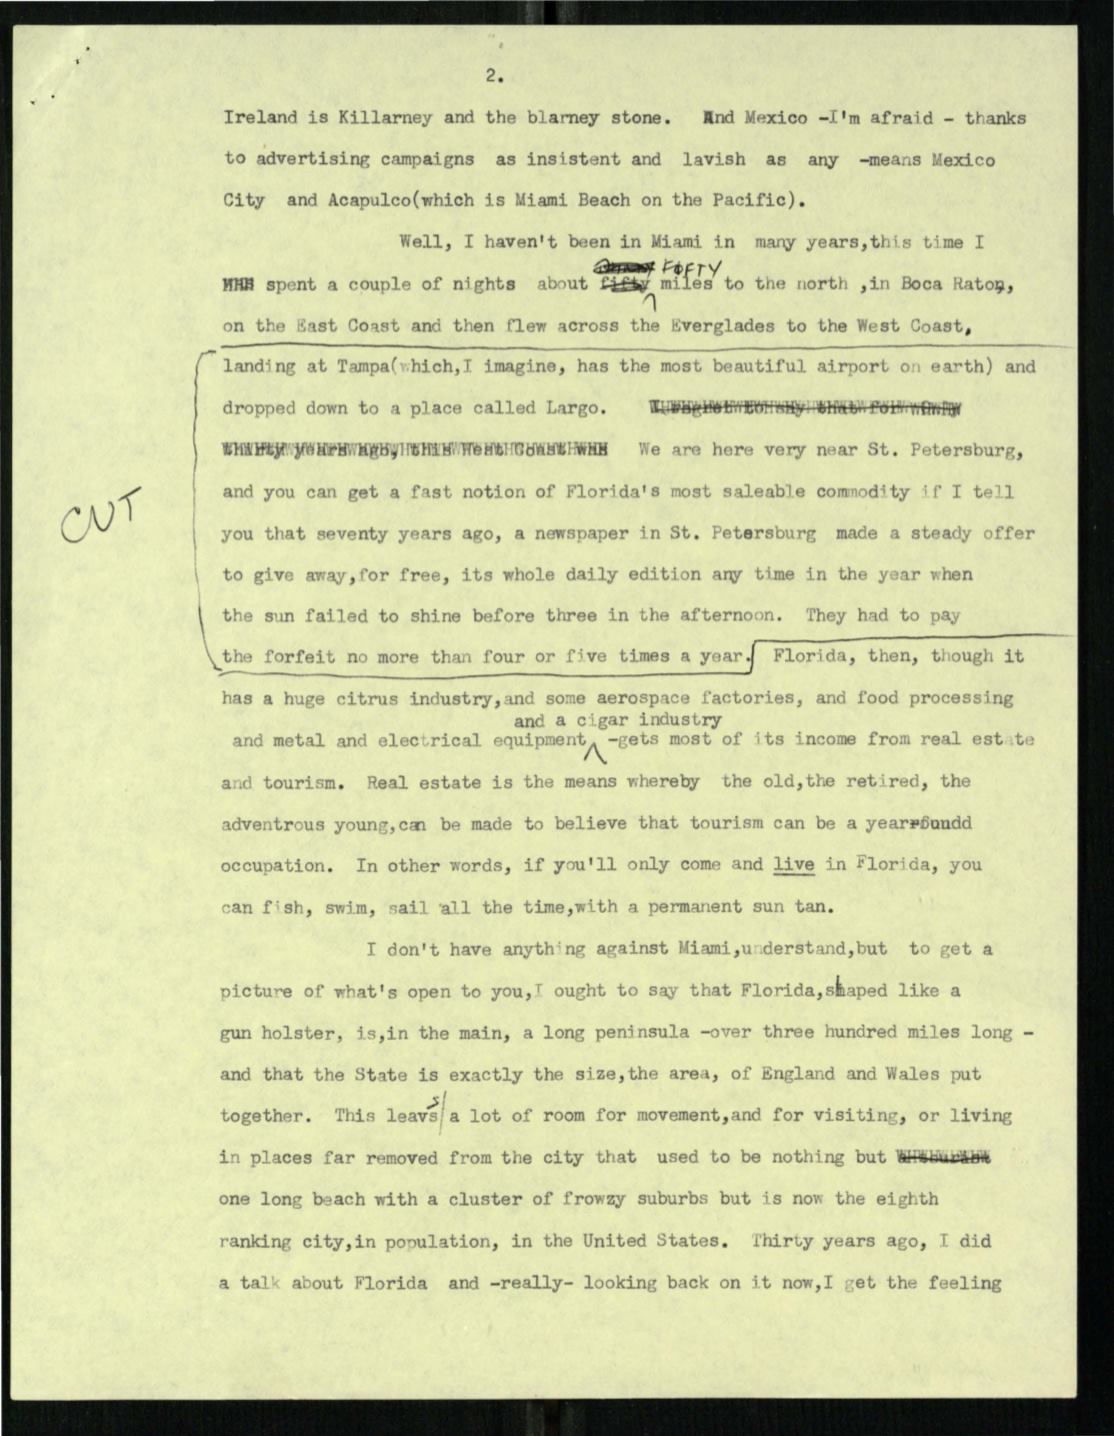 2.
Ireland is Killarney and the blarney stone. And Mexico -I'm afraid - thanks
to advertising campaigns as insistent and lavish as any -means Mexico
City and Acapulco(which is Miami Beach on the Pacific).
Well, I haven't been in Miami in many years,this time I
FOFTY
spent a couple of nights about fifty miles to the north ,in Boca Raton,
on the East Coast and then flew across the Everglades to the West Coast,
landing at Tampa(which,I imagine, has the most beautiful airport on earth) and
dropped down to a place called Largo. I regret to say that for
thirty years ago, this West Coast was We are here very near St. Petersburg,
CUT
and you can get a fast notion of Florida's most saleable commodity if I tell
you that seventy years ago, a newspaper in St. Petersburg made a steady offer
to give away,for free, its whole daily edition any time in the year when
the sun failed to shine before three in the afternoon. They had to pay
the forfeit no more than four or five times a year. Florida, then, though it
has a huge citrus industry,and some aerospace factories, and food processing
and a cigar industry
and metal and electrical equipment -gets most of its income from real estate
and tourism. Real estate is the means whereby the old,the retired, the
adventrous young,can be made to believe that tourism can be a
occupation. In other words, if you'll only come and live in Florida, you
can fish, swim, sail all the time,with a permanent sun tan.
I don't have anything against Miami,understand,but to get a
picture of what's open to you,I ought to say that Florida,shaped like a
gun holster, is,in the main, a long peninsula -over three hundred miles long -
and that the State is exactly the size,the area, of England and Wales put
together. This leavs a lot of room for movement,and for visiting, or living
in places far removed from the city that used to be nothing but
one long beach with a cluster of frowzy suburbs but is now the eighth
ranking city,in population, in the United States. Thirty years ago, I did
a talk about Florida and -really- looking back on it now,I get the feeling